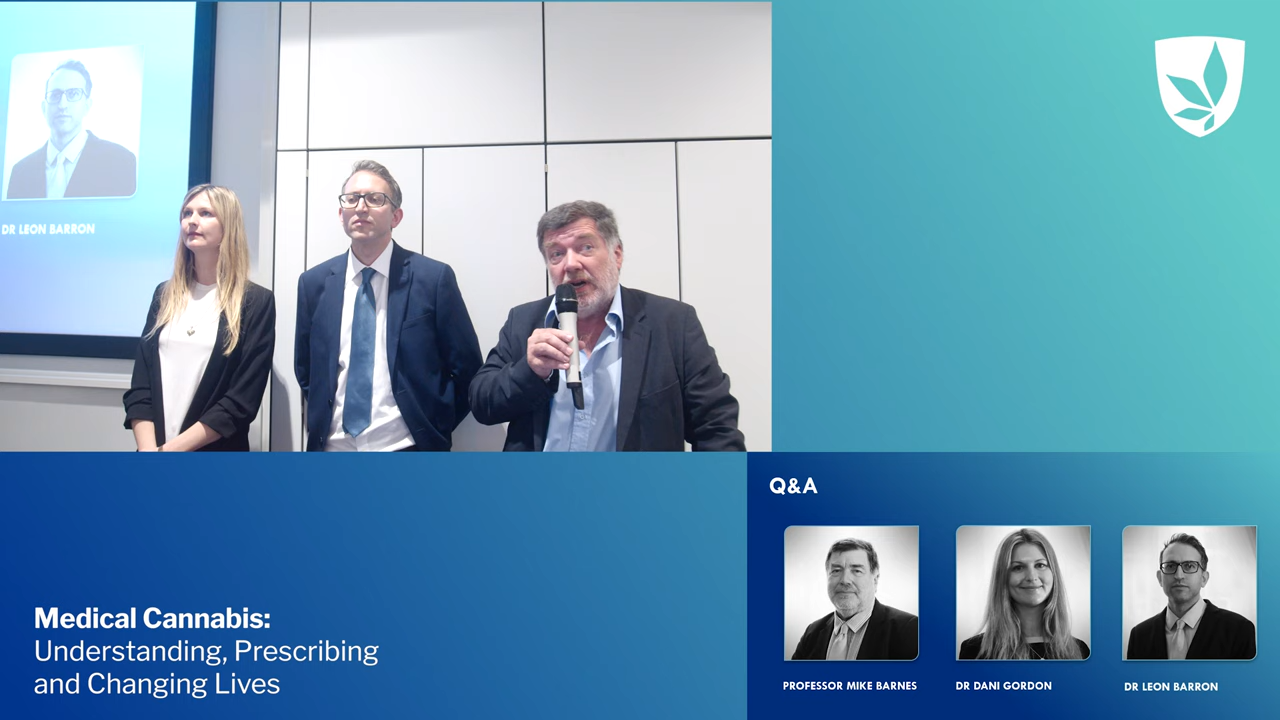 DR LEON BARRON
Q&A
PROFESSOR MIKE BARNES
DR DANI GORDON
DR LEON BARRON
Medical Cannabis:
Understanding, Prescribing
and Changing Lives